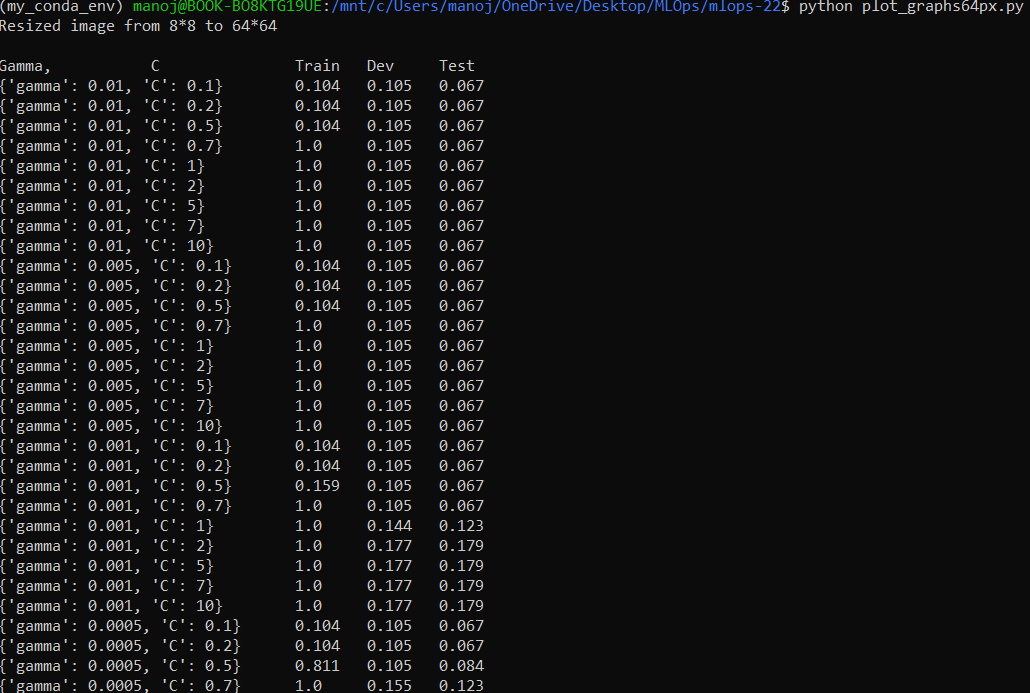 (my_conda_env) manoj@BOOK-BO8KTG19UE:/mnt/c/Users/manoj/OneDrive/Desktop/MLOps/mlops-22$ python plot_graphs64px.py
Resized image from 8*8 to 64*64
Gamma, C Train Dev Test
{'gamma': 0.01, 'C': 0.1} 0.104 0.105 0.067
{'gamma': 0.01, 'C': 0.2} 0.104 0.105 0.067
{'gamma': 0.01, 'C': 0.5} 0.104 0.105 0.067
{'gamma': 0.01, 'C': 0.7} 1.0 0.105 0.067
{'gamma': 0.01, 'C': 1} 1.0 0.105 0.067
{'gamma': 0.01, 'C': 2} 1.0 0.105 0.067
{'gamma': 0.01, 'C': 5} 1.0 0.105 0.067
{'gamma': 0.01, 'C': 7} 1.0 0.105 0.067
{'gamma': 0.01, 'C': 10} 1.0 0.105 0.067
{'gamma': 0.005, 'C': 0.1} 0.104 0.105 0.067
{'gamma': 0.005, 'C': 0.2} 0.104 0.105 0.067
{'gamma': 0.005, 'C': 0.5} 0.104 0.105 0.067
{'gamma': 0.005, 'C': 0.7} 1.0 0.105 0.067
{'gamma': 0.005, 'C': 1} 1.0 0.105 0.067
{'gamma': 0.005, 'C': 2} 1.0 0.105 0.067
{'gamma': 0.005, 'C': 5} 1.0 0.105 0.067
{'gamma': 0.005, 'C': 7} 1.0 0.105 0.067
{'gamma': 0.005, 'C': 10} 1.0 0.105 0.067
{'gamma': 0.001, 'C': 0.1} 0.104 0.105 0.067
{'gamma': 0.001, 'C': 0.2} 0.104 0.105 0.067
{'gamma': 0.001, 'C': 0.5} 0.159 0.105 0.067
{'gamma': 0.001, 'C': 0.7} 1.0 0.105 0.067
{'gamma': 0.001, 'C': 1} 1.0 0.144 0.123
{'gamma': 0.001, 'C': 2} 1.0 0.177 0.179
{'gamma': 0.001, 'C': 5} 1.0 0.177 0.179
{'gamma': 0.001, 'C': 7} 1.0 0.177 0.179
{'gamma': 0.001, 'C': 10} 1.0 0.177 0.179
{'gamma': 0.0005, 'C': 0.1} 0.104 0.105 0.067
{'gamma': 0.0005, 'C': 0.2} 0.104 0.105 0.067
{'gamma': 0.0005, 'C': 0.5} 0.811 0.105 0.084
{'gamma': 0.0005, 'C': 0.7} 1.0 0.155 0.123